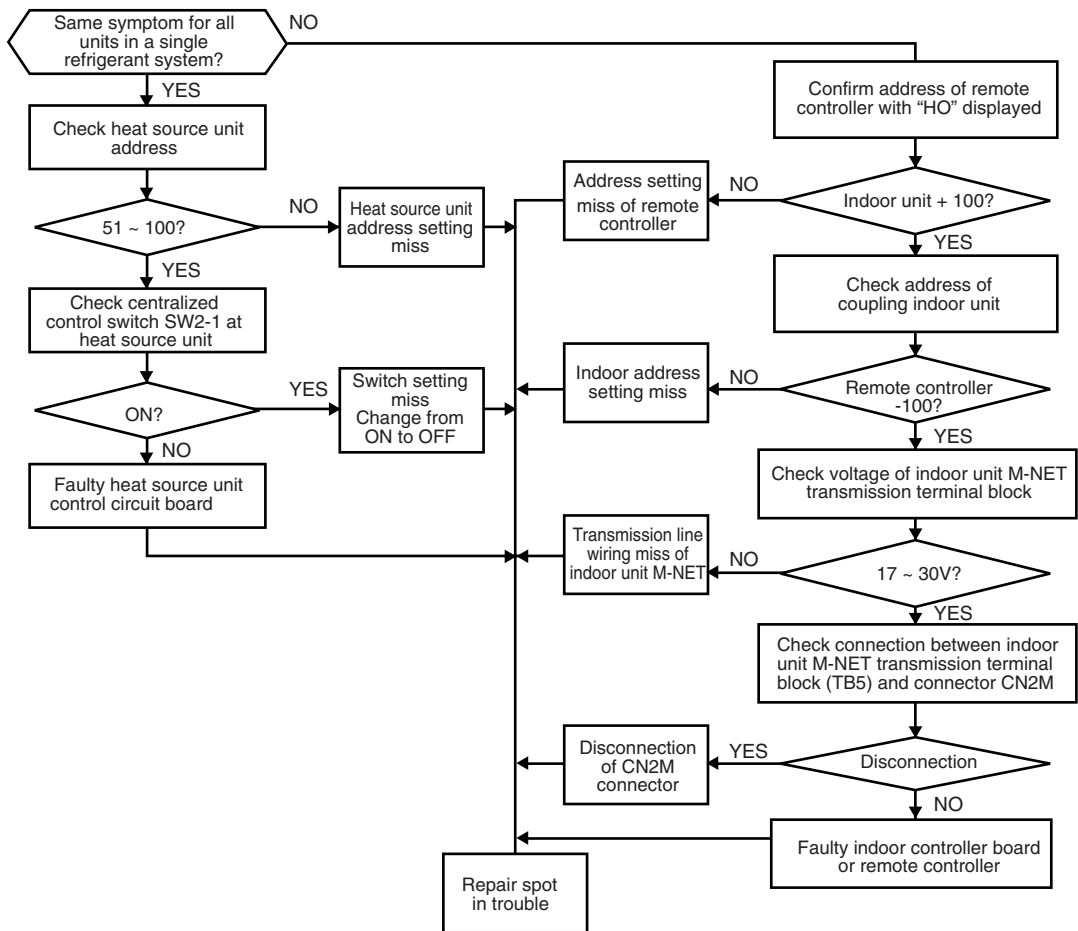 Same symptom for all
units in a single
refrigerant system?
NO
YES
Check heat source unit
address
51 ~ 100?
NO
Heat source unit
address setting
miss
YES
Check centralized
control switch SW2-1 at
heat source unit
ON?
YES
Switch setting
miss
Change from
ON to OFF
NO
Faulty heat source unit
control circuit board
Confirm address of remote
controller with “HO” displayed
Indoor unit + 100?
NO
Address setting
miss of remote
controller
YES
Check address of
coupling indoor unit
Remote controller
-100?
NO
Indoor address
setting miss
YES
Check voltage of indoor unit M-NET
transmission terminal block
17 ~ 30V?
NO
Transmission line
wiring miss of
indoor unit M-NET
YES
Check connection between indoor
unit M-NET transmission terminal
block (TB5) and connector CN2M
Disconnection
YES
Disconnection
of CN2M
connector
NO
Faulty indoor controller board
or remote controller
Repair spot
in trouble